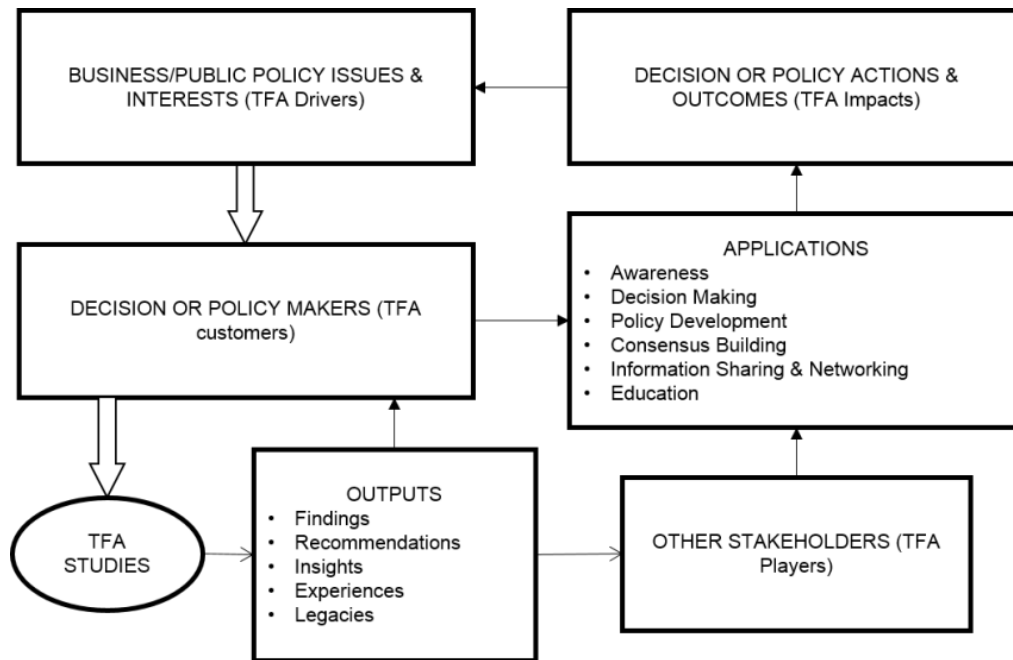 BUSINESS/PUBLIC POLICY ISSUES &
INTERESTS (TFA Drivers)
DECISION OR POLICY ACTIONS &
OUTCOMES (TFA Impacts)
DECISION OR POLICY MAKERS (TFA
customers)
APPLICATIONS
• Awareness
• Decision Making
• Policy Development
• Consensus Building
• Information Sharing & Networking
• Education
TFA
STUDIES
OUTPUTS
• Findings
• Recommendations
• Insights
• Experiences
• Legacies
OTHER STAKEHOLDERS (TFA
Players)